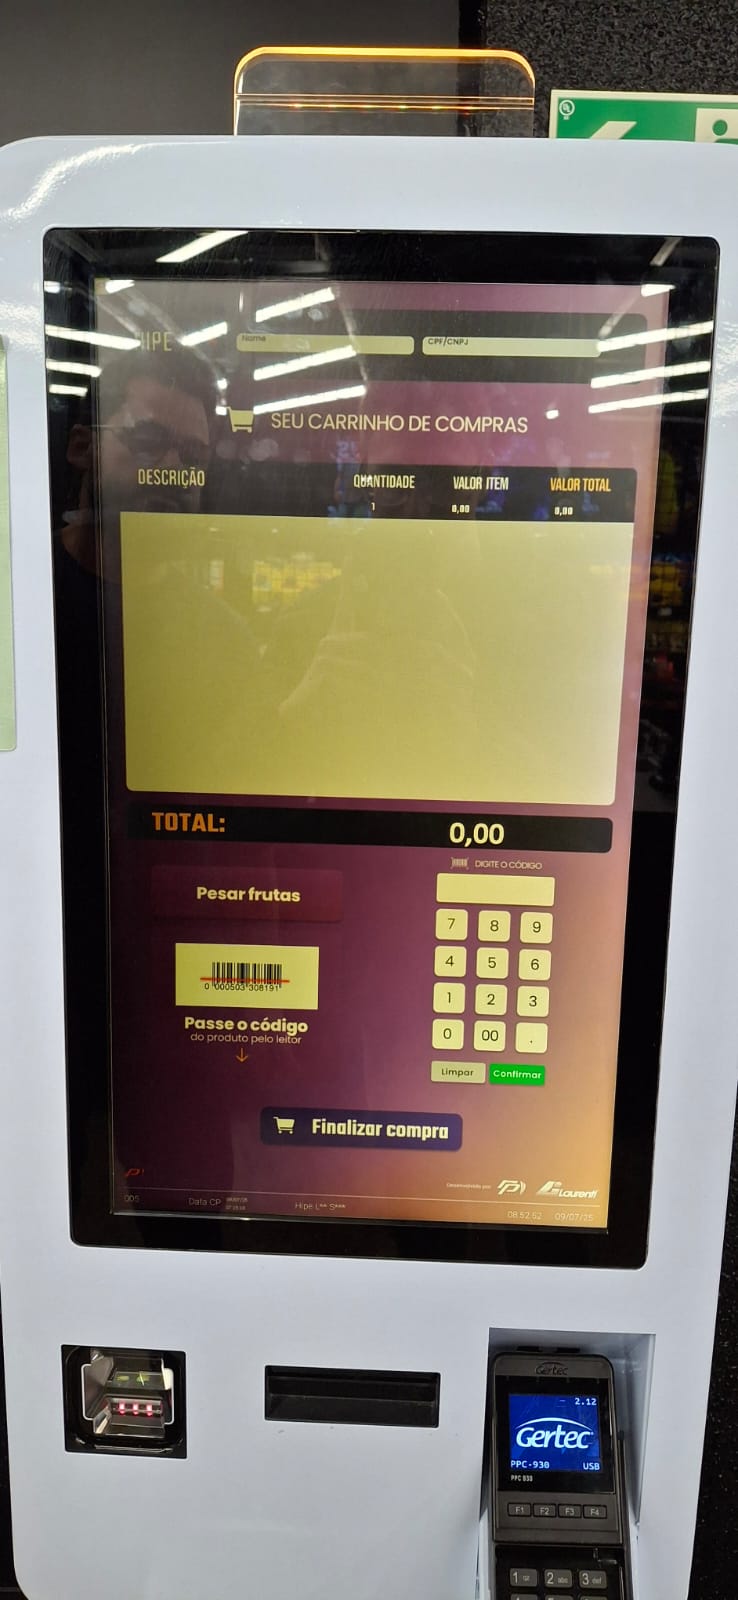 HIPE
Nome
CPF/CNPJ
SEU CARRINHO DE COMPRAS
DESCRIÇÃO QUANTIDADE VALOR ITEM VALOR TOTAL
1 0,00 0,00
TOTAL: 0,00
DIGITE O CÓDIGO
Pesar frutas
7 8 9
4 5 6
1 2 3
0 00 .
0 000503 306191
Passe o código
do produto pelo leitor
Limpar Confirmar
Finalizar compra
Desenvolvido por
Laurenti
005 Data CP Hipe L** S*** 08:52:52 09/07/25
Gertec
2.12
Gertec
PPC-930 USB
PPC 930
F1 F2 F3 F4
1 qz 2 abc 3 def